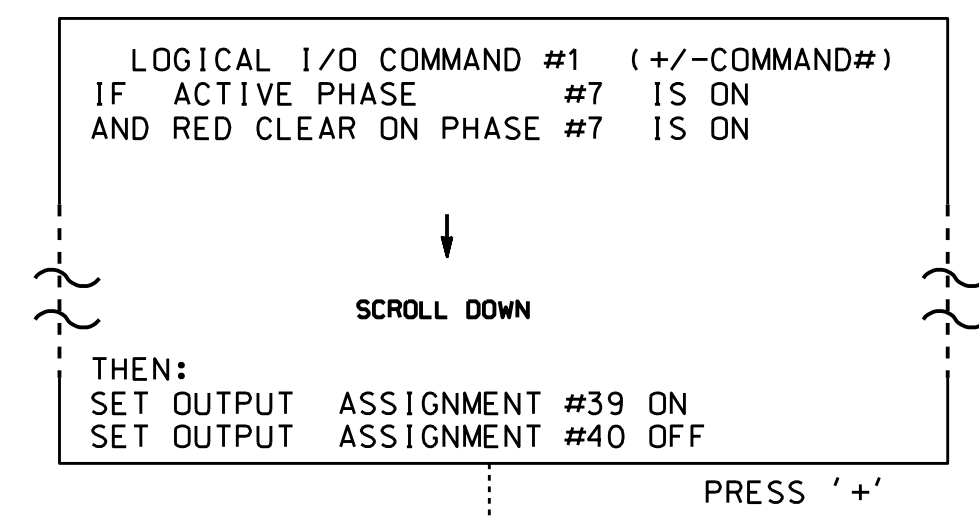 LOGICAL I/O COMMAND #1 (+/-COMMAND#)
IF ACTIVE PHASE #7 IS ON
AND RED CLEAR ON PHASE #7 IS ON
SCROLL DOWN
THEN:
SET OUTPUT ASSIGNMENT #39 ON
SET OUTPUT ASSIGNMENT #40 OFF
PRESS '+'